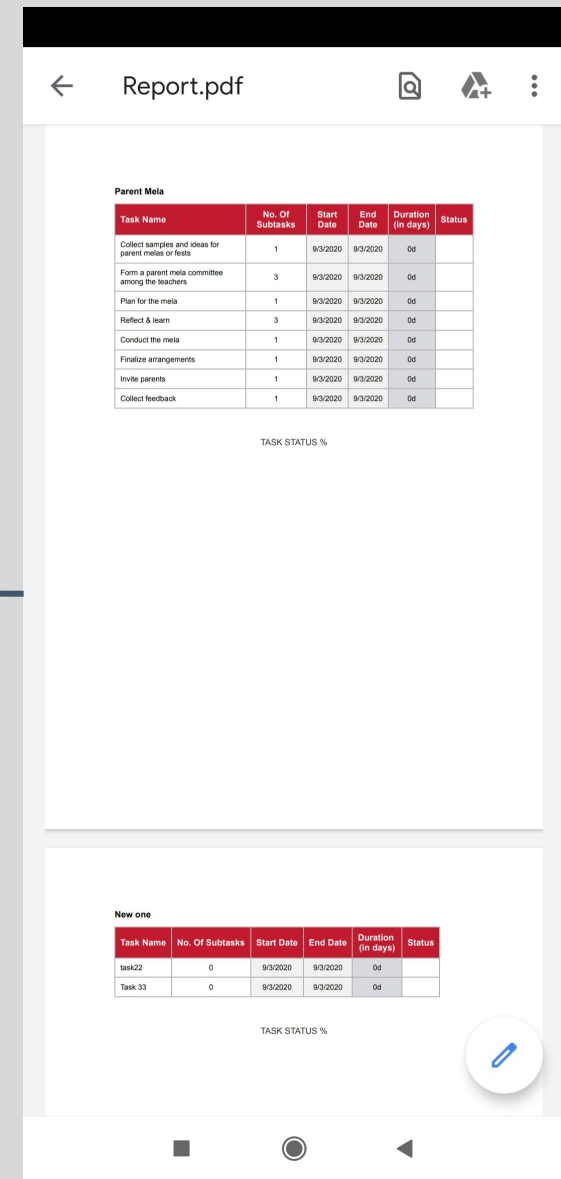 Report.pdf
Parent Mela
Task Name No. Of Subtasks Start Date End Date Duration (in days) Status
Collect samples and ideas for parent melas or fests 1 9/3/2020 9/3/2020 0d
Form a parent mela committee among the teachers 3 9/3/2020 9/3/2020 0d
Plan for the mela 1 9/3/2020 9/3/2020 0d
Reflect & learn 3 9/3/2020 9/3/2020 0d
Conduct the mela 1 9/3/2020 9/3/2020 0d
Finalize arrangements 1 9/3/2020 9/3/2020 0d
Invite parents 1 9/3/2020 9/3/2020 0d
Collect feedback 1 9/3/2020 9/3/2020 0d
TASK STATUS %
New one
Task Name No. Of Subtasks Start Date End Date Duration (in days) Status
task22 0 9/3/2020 9/3/2020 0d
Task 33 0 9/3/2020 9/3/2020 0d
TASK STATUS %